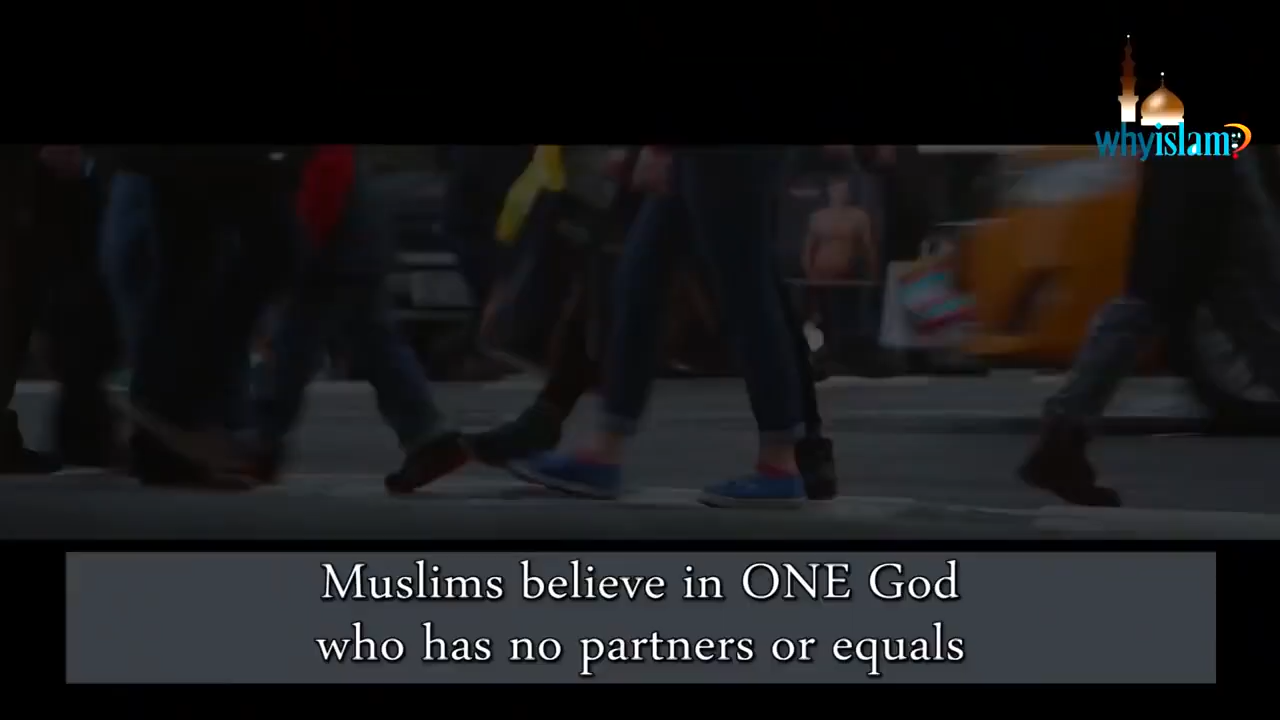 whyislam?
Muslims believe in ONE God
who has no partners or equals